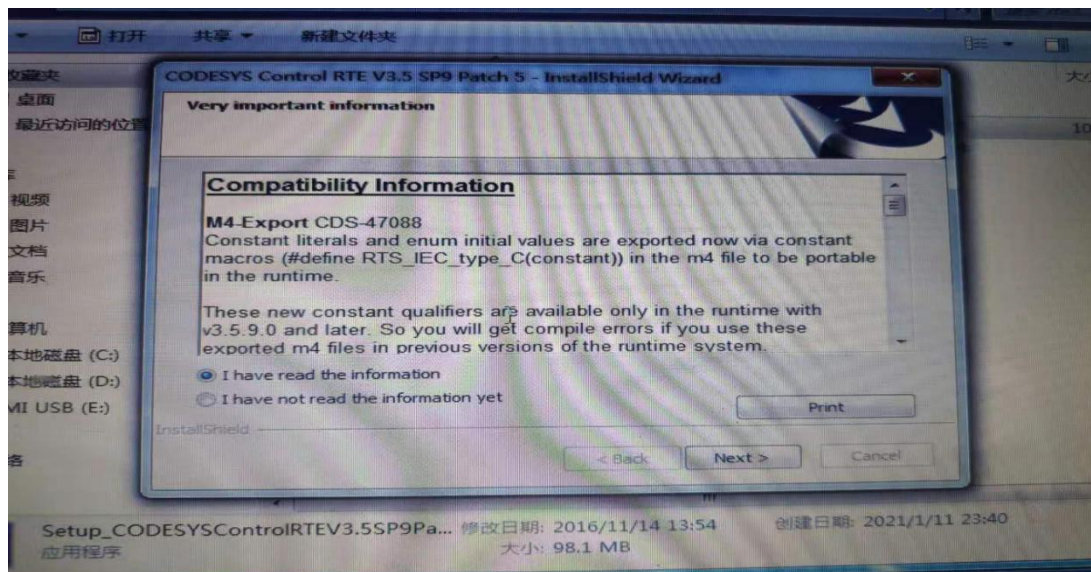 打开 共享 新建文件夹
收藏夹
桌面
最近访问的位置
视频
图片
文档
音乐
算机
本地磁盘 (C:)
本地磁盘 (D:)
MI USB (E:)
络
大小
10
CODESYS Control RTE V3.5 SP9 Patch 5 - InstallShield Wizard
Very important information
Compatibility Information
M4-Export CDS-47088
Constant literals and enum initial values are exported now via constant
macros (#define RTS_IEC_type_C(constant)) in the m4 file to be portable
in the runtime.
These new constant qualifiers are available only in the runtime with
v3.5.9.0 and later. So you will get compile errors if you use these
exported m4 files in previous versions of the runtime system.
I have read the information
I have not read the information yet
Print
InstallShield
< Back Next > Cancel
Setup_CODESYSControlRTEV3.5SP9Pa... 修改日期: 2016/11/14 13:54 创建日期: 2021/1/11 23:40
应用程序 大小: 98.1 MB